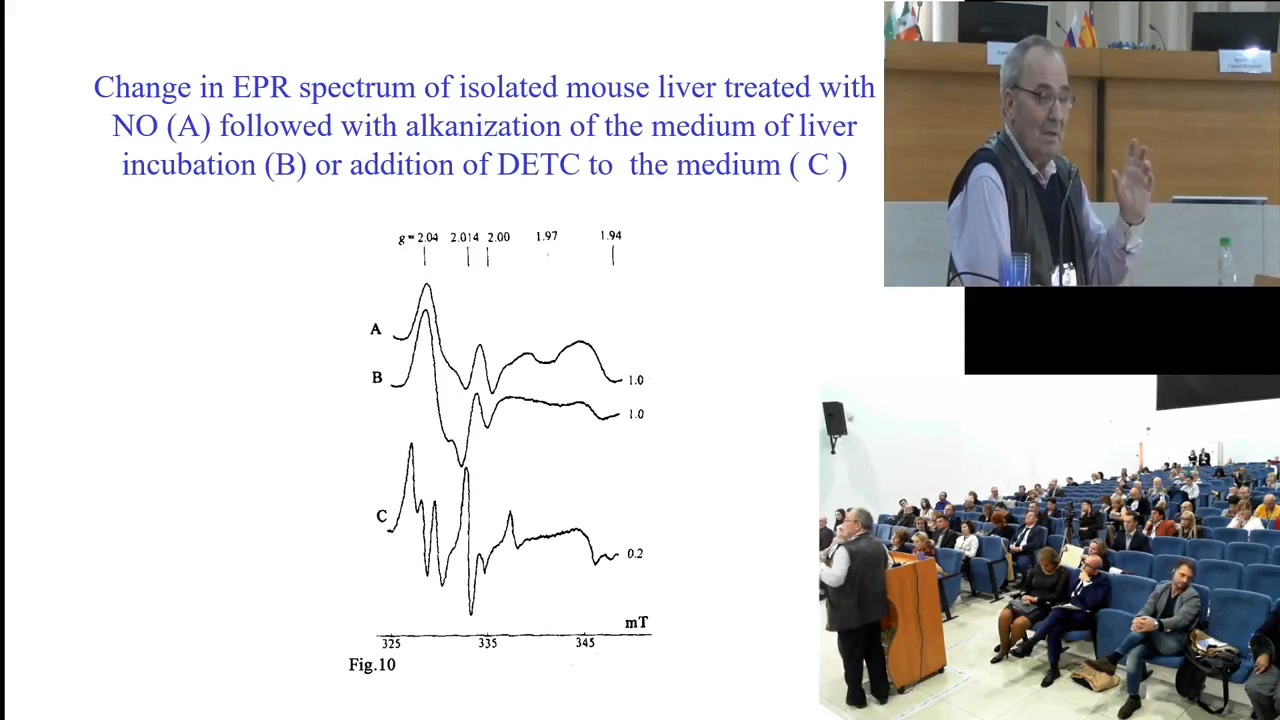 Change in EPR spectrum of isolated mouse liver treated with
NO (A) followed with alkanization of the medium of liver
incubation (B) or addition of DETC to the medium ( C )
g = 2.04 2.014 2.00 1.97 1.94
A
B
1.0
1.0
C
0.2
mT
325 335 345
Fig.10